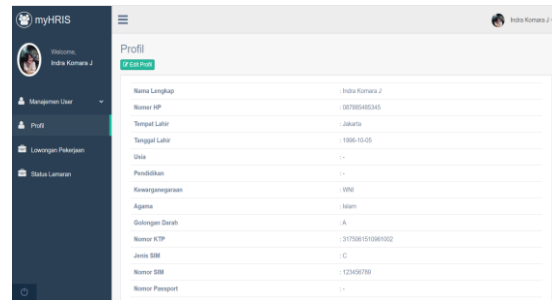 myHRIS
Indra Komara J
Welcome,
Indra Komara J
Manajemen User
Profil
Lowongan Pekerjaan
Status Lamaran
Profil
Edit Profil
Nama Lengkap : Indra Komara J
Nomer HP : 087885485345
Tempat Lahir : Jakarta
Tanggal Lahir : 1996-10-05
Usia : -
Pendidikan : -
Kewarganegaraan : WNI
Agama : Islam
Golongan Darah : A
Nomor KTP : 3175061510961002
Jenis SIM : C
Nomor SIM : 123456789
Nomor Passport : -